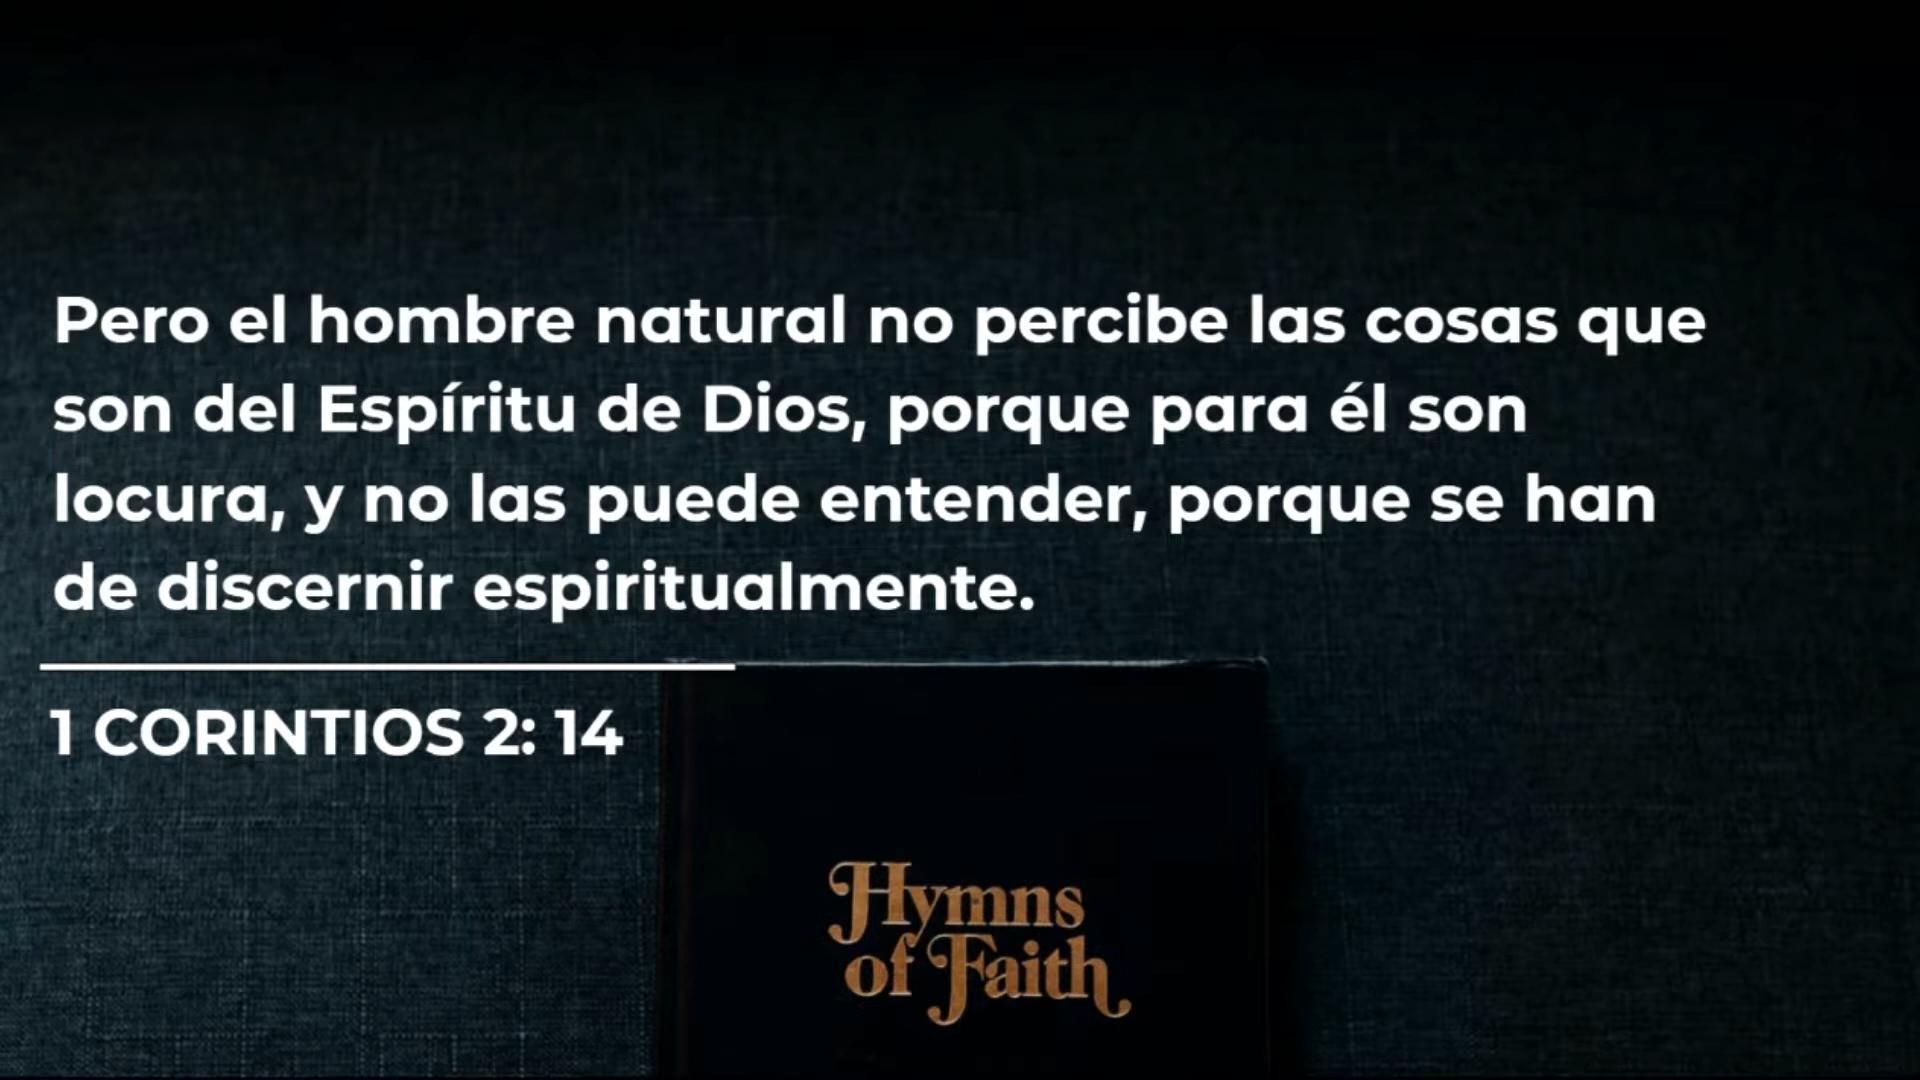 Pero el hombre natural no percibe las cosas que
son del Espíritu de Dios, porque para él son
locura, y no las puede entender, porque se han
de discernir espiritualmente.
1 CORINTIOS 2: 14
Hymns
of Faith